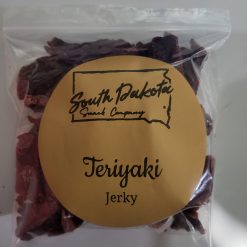 South Dakota
Snack Company
Teriyaki
Jerky